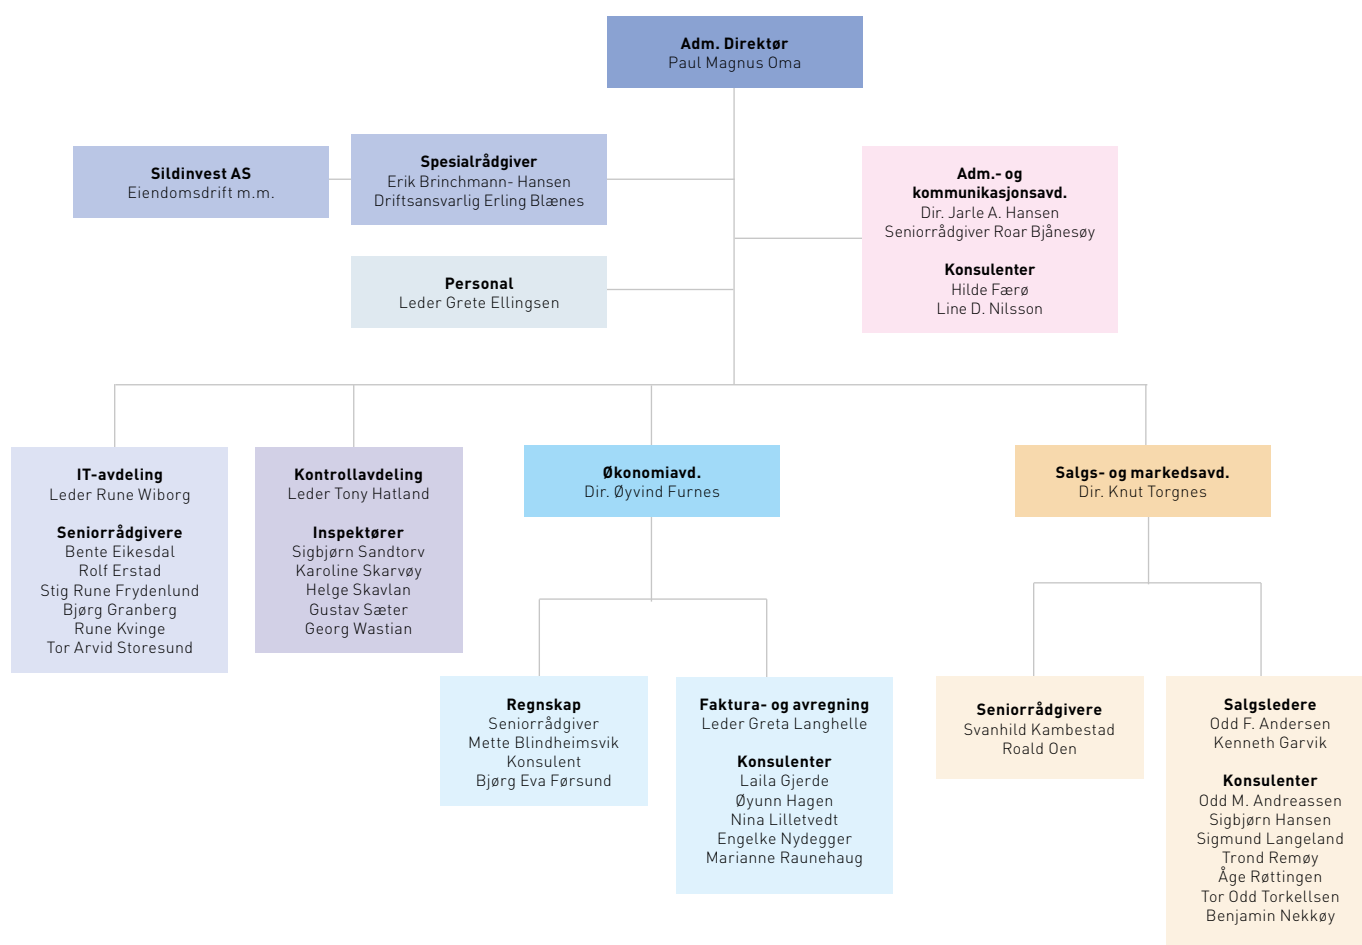 Adm. Direktør
Paul Magnus Oma
Sildinvest AS
Eiendomsdrift m.m.
Spesialrådgiver
Erik Brinchmann- Hansen
Driftsansvarlig Erling Blænes
Adm.- og
kommunikasjonsavd.
Dir. Jarle A. Hansen
Seniorrådgiver Roar Bjånesøy
Konsulenter
Hilde Færø
Line D. Nilsson
Personal
Leder Grete Ellingsen
IT-avdeling
Leder Rune Wiborg
Seniorrådgivere
Bente Eikesdal
Rolf Erstad
Stig Rune Frydenlund
Bjørg Granberg
Rune Kvinge
Tor Arvid Storesund
Kontrollavdeling
Leder Tony Hatland
Inspektører
Sigbjørn Sandtorv
Karoline Skarvøy
Helge Skavlan
Gustav Sæter
Georg Wastian
Økonomiavd.
Dir. Øyvind Furnes
Salgs- og markedsavd.
Dir. Knut Torgnes
Regnskap
Seniorrådgiver
Mette Blindheimsvik
Konsulent
Bjørg Eva Førsund
Faktura- og avregning
Leder Greta Langhelle
Konsulenter
Laila Gjerde
Øyunn Hagen
Nina Lilletvedt
Engelke Nydegger
Marianne Raunehaug
Seniorrådgivere
Svanhild Kambestad
Roald Oen
Salgsledere
Odd F. Andersen
Kenneth Garvik
Konsulenter
Odd M. Andreassen
Sigbjørn Hansen
Sigmund Langeland
Trond Remøy
Åge Røttingen
Tor Odd Torkellsen
Benjamin Nekkøy